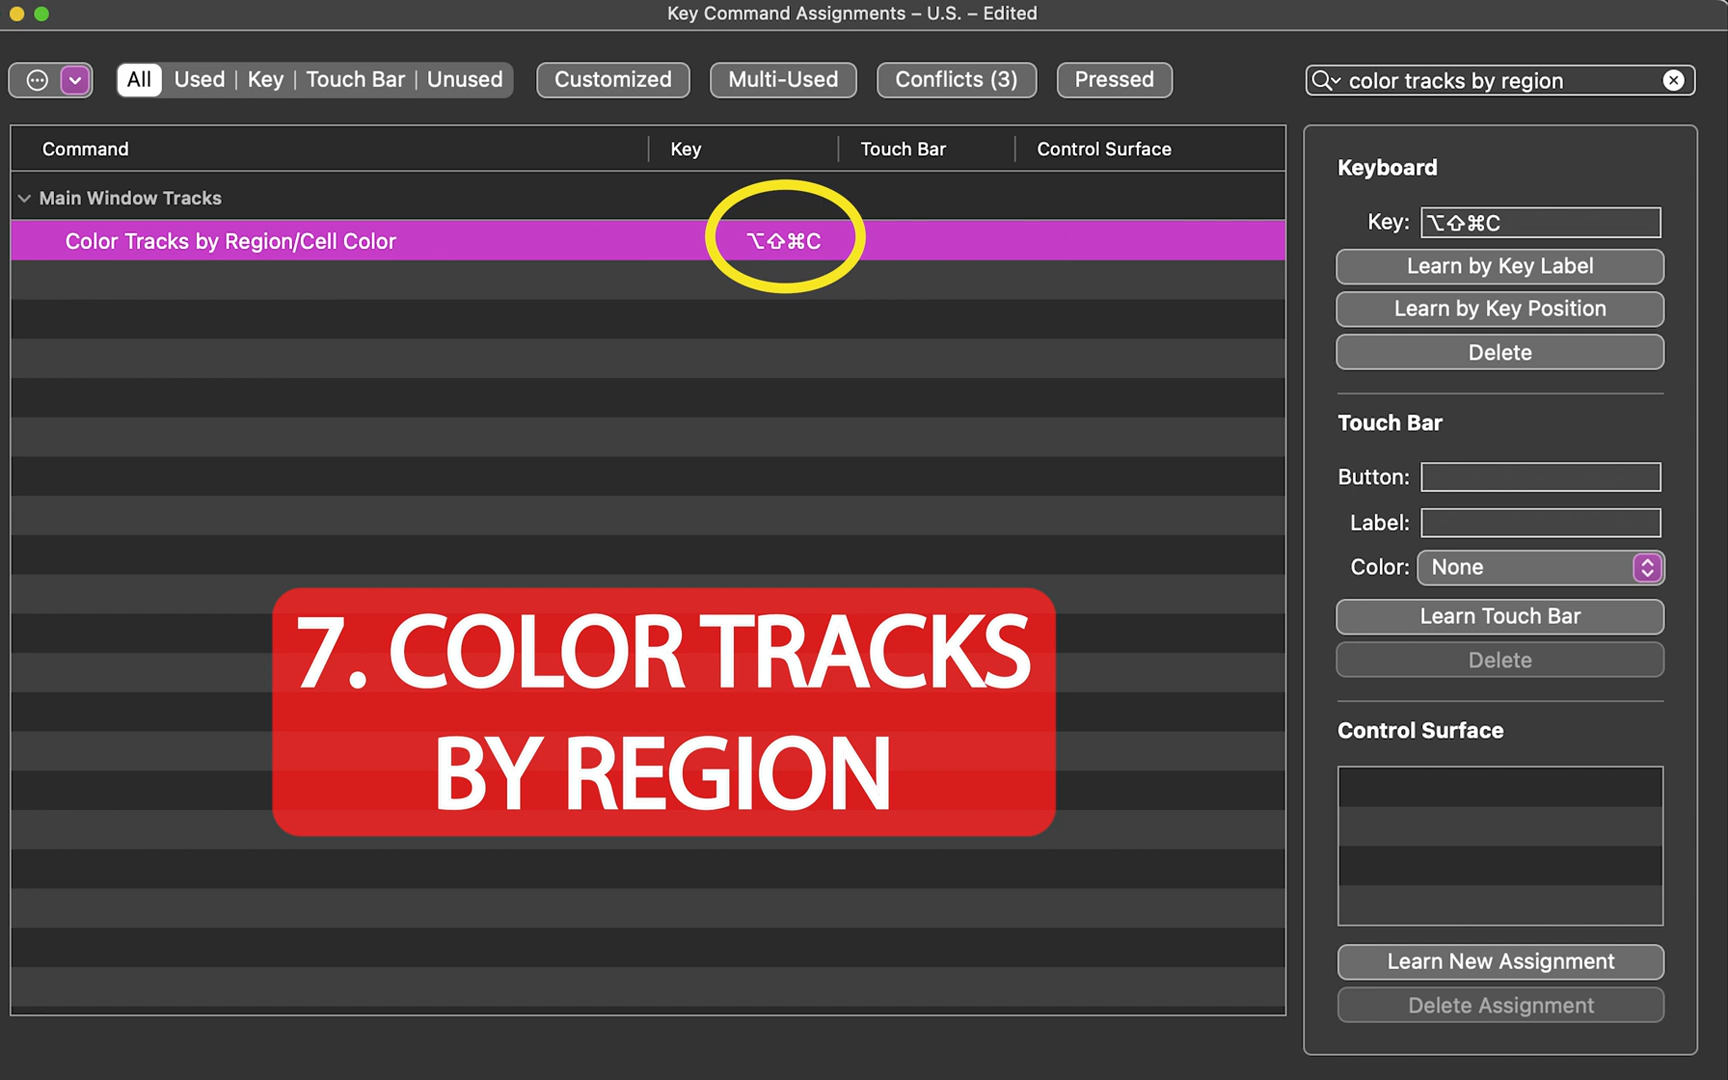 Key Command Assignments – U.S. – Edited
All Used Key Touch Bar Unused Customized Multi-Used Conflicts (3) Pressed color tracks by region
Command Key Touch Bar Control Surface
Main Window Tracks
Color Tracks by Region/Cell Color ⌥⇧⌘C
7. COLOR TRACKS
BY REGION
Keyboard
Key: ⌥⇧⌘C
Learn by Key Label
Learn by Key Position
Delete
Touch Bar
Button:
Label:
Color: None
Learn Touch Bar
Delete
Control Surface
Learn New Assignment
Delete Assignment